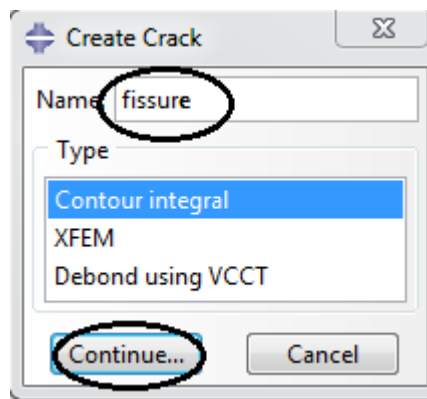 Create Crack
Name fissure
Type
Contour integral
XFEM
Debond using VCCT
Continue... Cancel